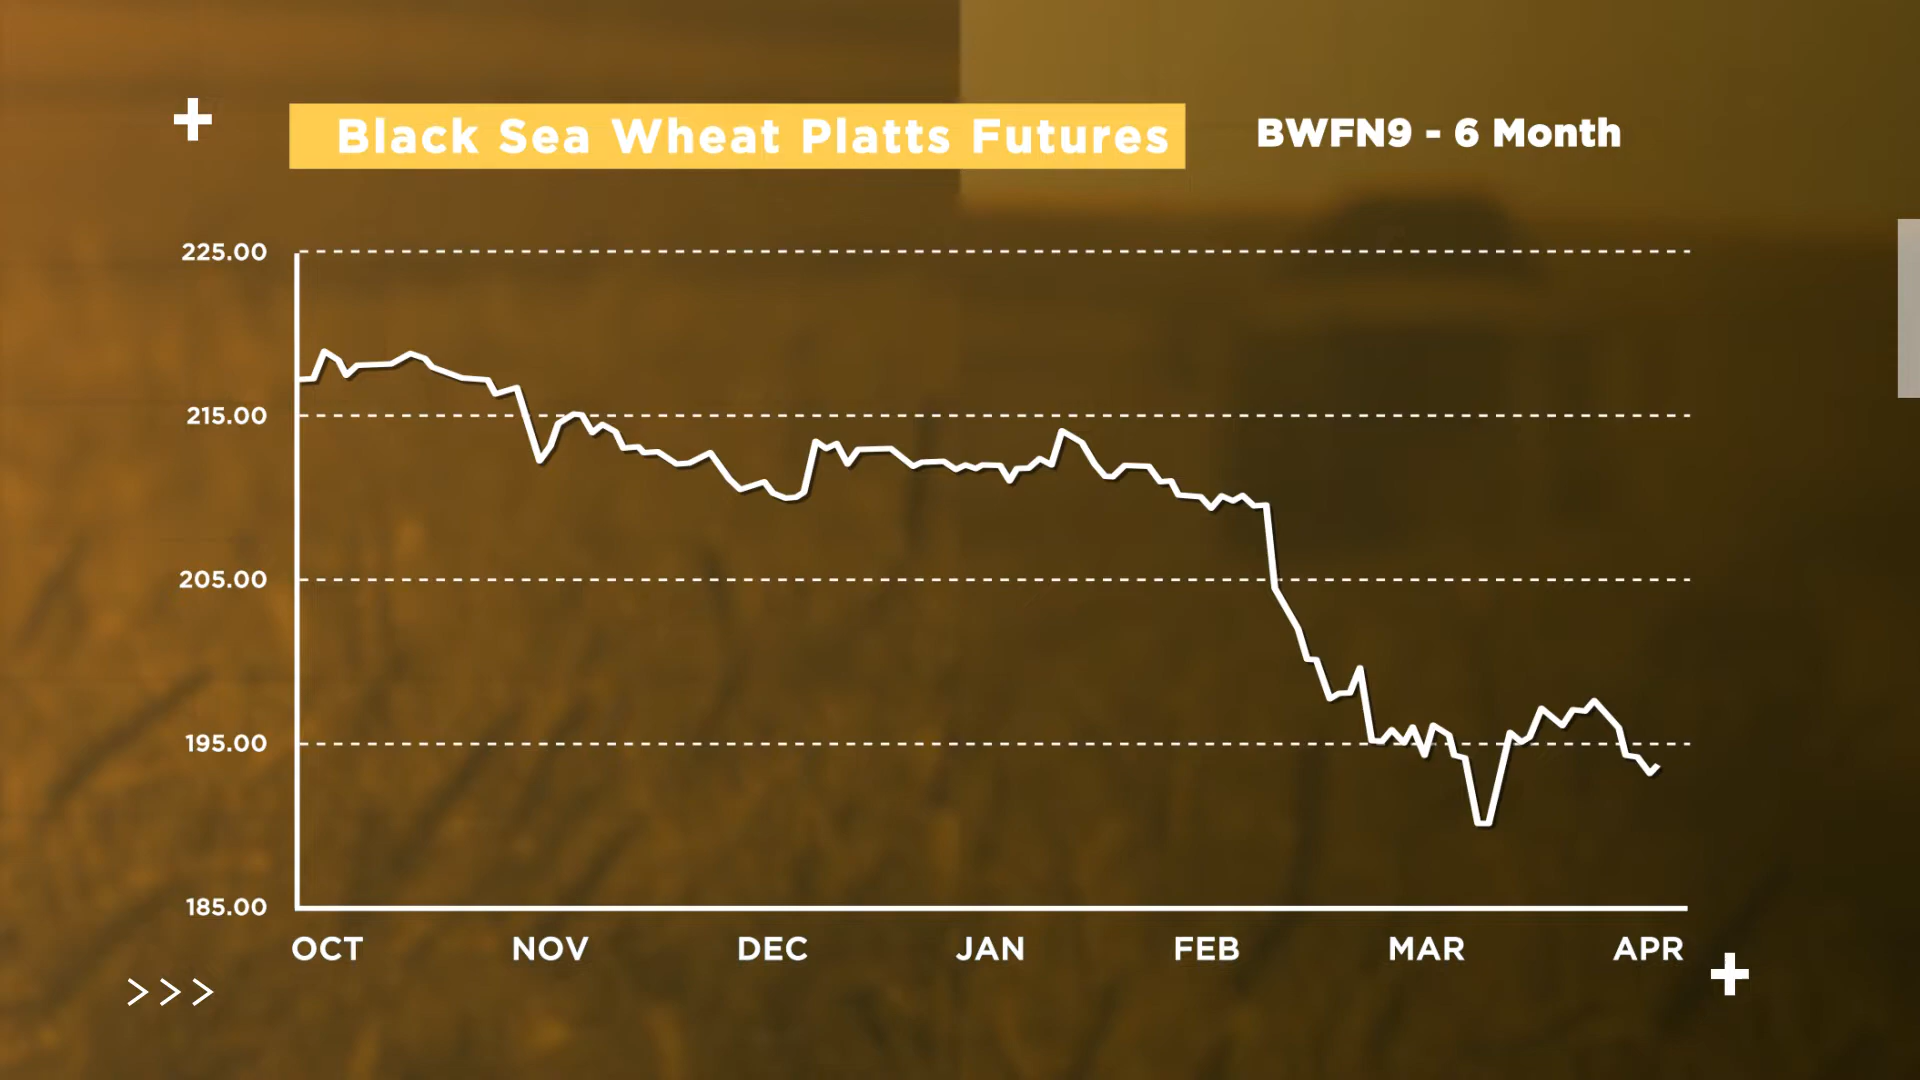 Black Sea Wheat Platts Futures
BWFN9 - 6 Month
225.00
215.00
205.00
195.00
185.00
OCT NOV DEC JAN FEB MAR APR